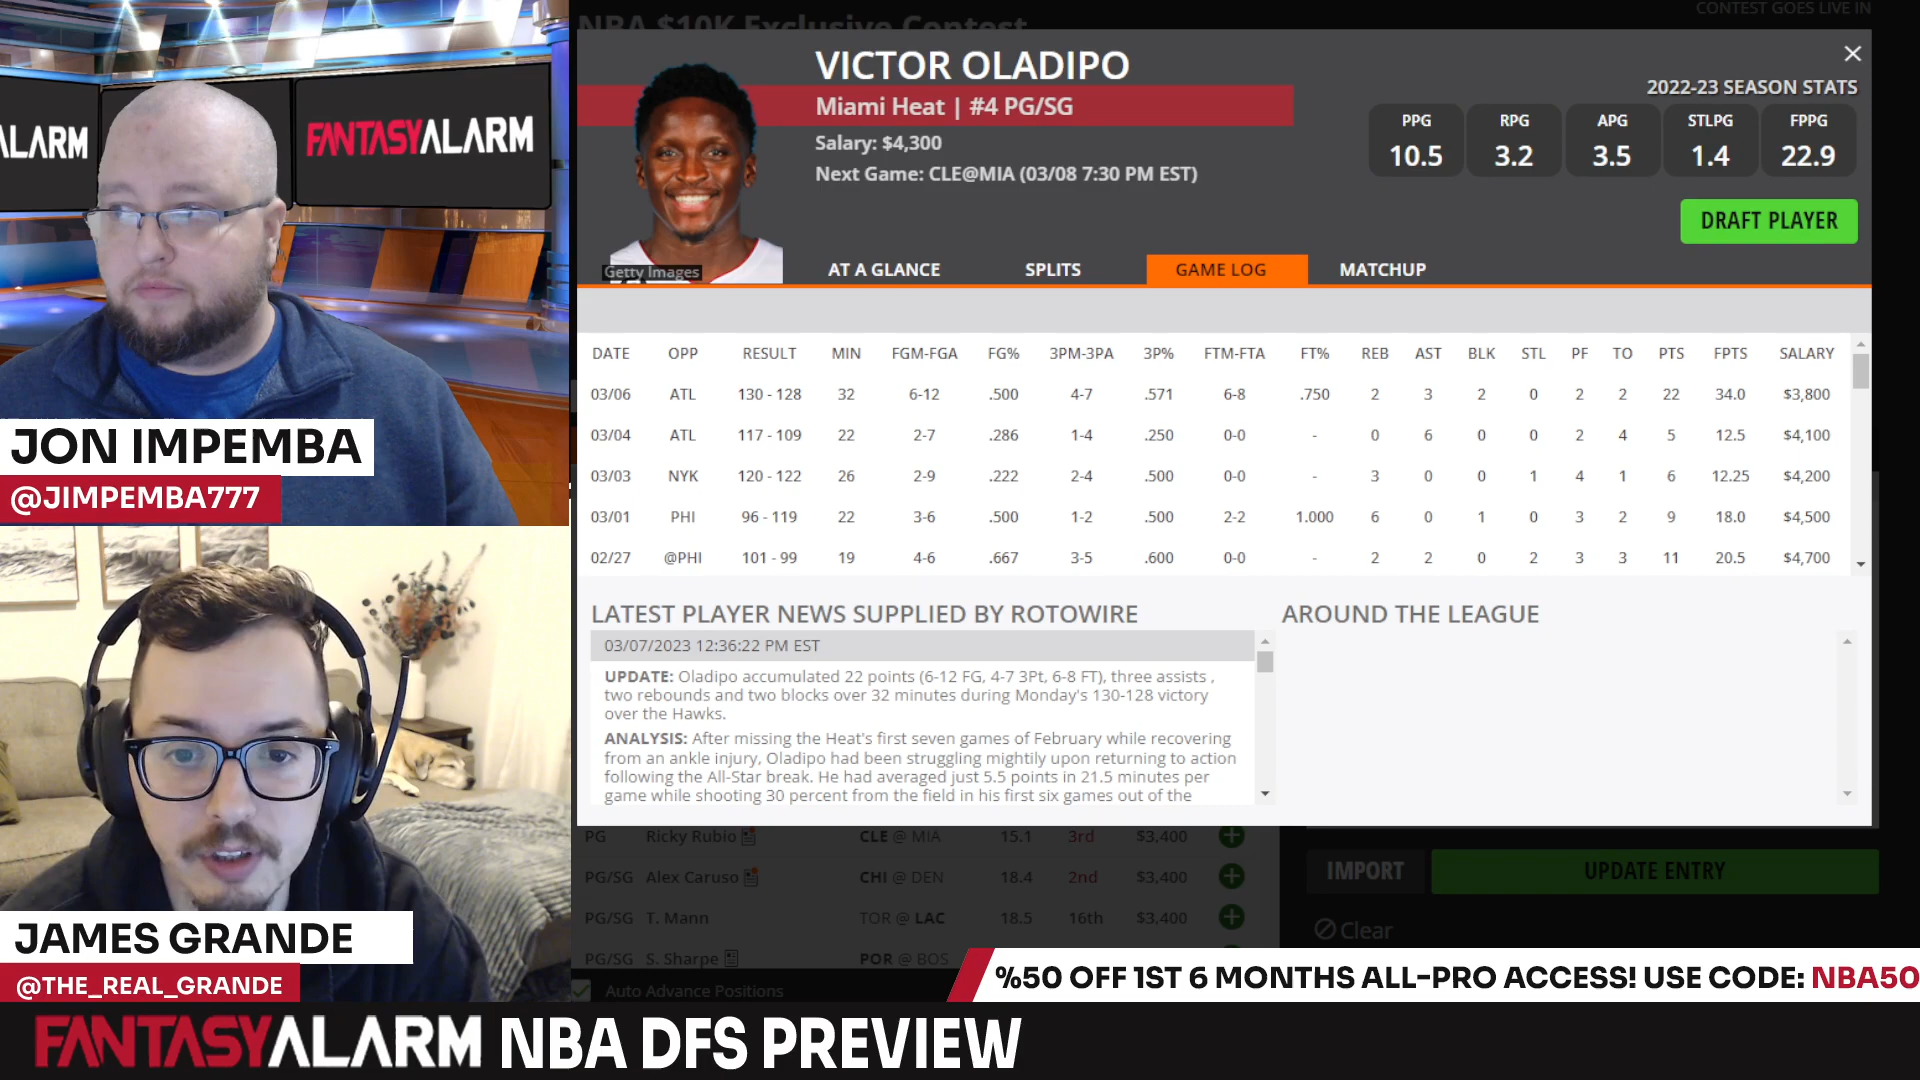 NBA $10K Exclusive Contest
CONTEST GOES LIVE IN
ALARM
FANTASYALARM
VICTOR OLADIPO
Miami Heat | #4 PG/SG
Salary: $4,300
Next Game: CLE@MIA (03/08 7:30 PM EST)
2022-23 SEASON STATS
PPG RPG APG STLPG FPPG
10.5 3.2 3.5 1.4 22.9
DRAFT PLAYER
Getty Images
AT A GLANCE SPLITS GAME LOG MATCHUP
DATE OPP RESULT MIN FGM-FGA FG% 3PM-3PA 3P% FTM-FTA FT% REB AST BLK STL PF TO PTS FPTS SALARY
03/06 ATL 130 - 128 32 6-12 .500 4-7 .571 6-8 .750 2 3 2 0 2 2 22 34.0 $3,800
03/04 ATL 117 - 109 22 2-7 .286 1-4 .250 0-0 - 0 6 0 0 2 4 5 12.5 $4,100
03/03 NYK 120 - 122 26 2-9 .222 2-4 .500 0-0 - 3 0 0 1 4 1 6 12.25 $4,200
03/01 PHI 96 - 119 22 3-6 .500 1-2 .500 2-2 1.000 6 0 1 0 3 2 9 18.0 $4,500
02/27 @PHI 101 - 99 19 4-6 .667 3-5 .600 0-0 - 2 2 0 2 3 3 11 20.5 $4,700
LATEST PLAYER NEWS SUPPLIED BY ROTOWIRE
AROUND THE LEAGUE
03/07/2023 12:36:22 PM EST
UPDATE: Oladipo accumulated 22 points (6-12 FG, 4-7 3Pt, 6-8 FT), three assists ,
two rebounds and two blocks over 32 minutes during Monday's 130-128 victory
over the Hawks.
ANALYSIS: After missing the Heat's first seven games of February while recovering
from an ankle injury, Oladipo had been struggling mightily upon returning to action
following the All-Star break. He had averaged just 5.5 points in 21.5 minutes per
game while shooting 30 percent from the field in his first six games out of the
PG Ricky Rubio CLE @ MIA 15.1 3rd $3,400
PG/SG Alex Caruso CHI @ DEN 18.4 2nd $3,400
PG/SG T. Mann TOR @ LAC 18.5 16th $3,400
PG/SG S. Sharpe POR @ BOS
Auto Advance Positions
IMPORT UPDATE ENTRY
Clear
JON IMPEMBA
@JIMPEMBA777
JAMES GRANDE
@THE_REAL_GRANDE
%50 OFF 1ST 6 MONTHS ALL-PRO ACCESS! USE CODE: NBA50
FANTASYALARM NBA DFS PREVIEW